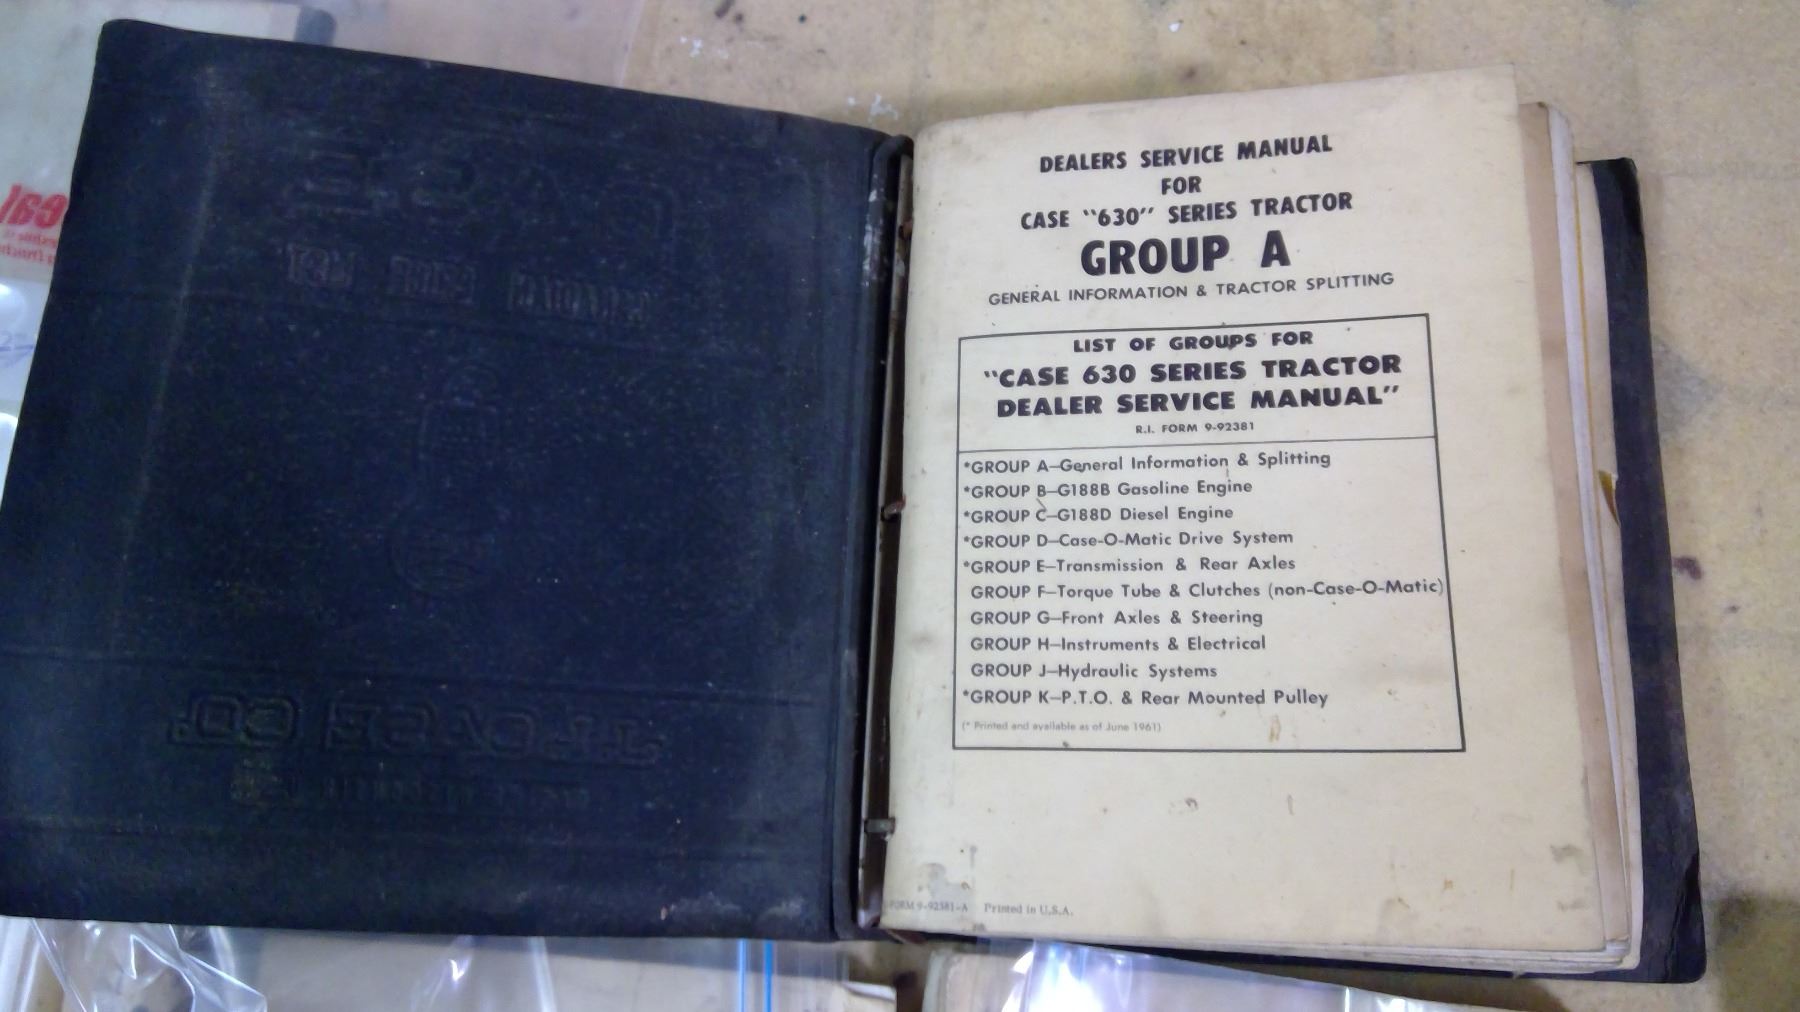 DEALERS SERVICE MANUAL
FOR
CASE "630" SERIES TRACTOR
GROUP A
GENERAL INFORMATION & TRACTOR SPLITTING
LIST OF GROUPS FOR
"CASE 630 SERIES TRACTOR
DEALER SERVICE MANUAL"
R.I. FORM 9-92381
*GROUP A—General Information & Splitting
*GROUP B—G188B Gasoline Engine
*GROUP C—G188D Diesel Engine
*GROUP D—Case-O-Matic Drive System
*GROUP E—Transmission & Rear Axles
GROUP F—Torque Tube & Clutches (non-Case-O-Matic)
GROUP G—Front Axles & Steering
GROUP H—Instruments & Electrical
GROUP J—Hydraulic Systems
*GROUP K—P.T.O. & Rear Mounted Pulley
(* Printed and available as of June 1961)
FORM 9-92381-A Printed in U.S.A.